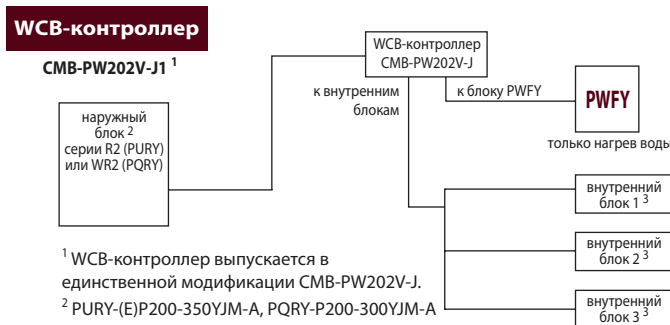 WCB-контроллер
CMB-PW202V-J1 ¹
WCB-контроллер
CMB-PW202V-J
к внутренним
блокам
к блоку PWFY
PWFY
только нагрев воды
наружный
блок ²
серии R2 (PURY)
или WR2 (PQRY)
внутренний
блок 1 ³
внутренний
блок 2 ³
внутренний
блок 3 ³
¹ WCB-контроллер выпускается в
единственной модификации CMB-PW202V-J.
² PURY-(E)P200-350YJM-A, PQRY-P200-300YJM-A